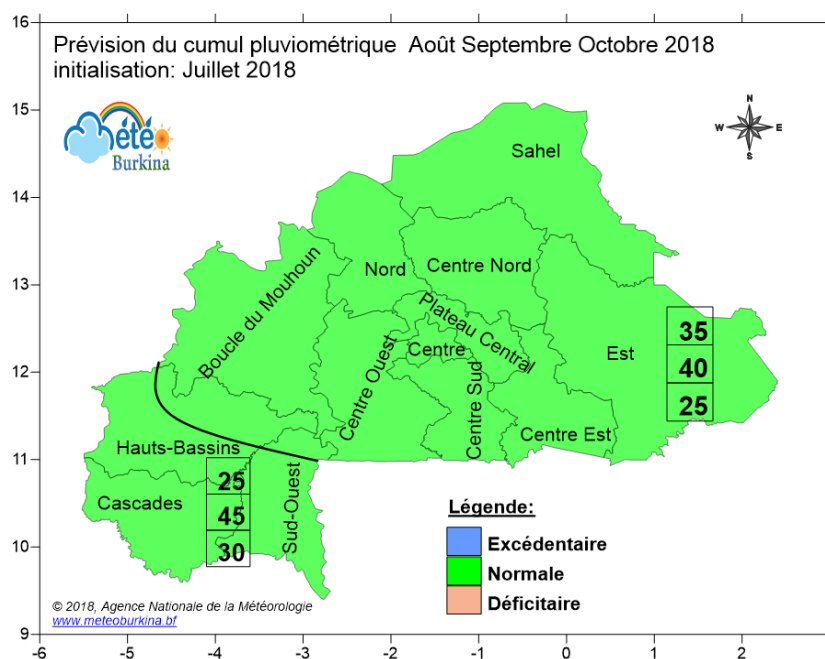 Prévision du cumul pluviométrique Août Septembre Octobre 2018
initialisation: Juillet 2018
Météo
Burkina
N
W
E
S
16
15
14
13
12
11
10
9
Sahel
Nord
Centre Nord
Boucle du Mouhoun
Plateau Central
Centre Ouest
Centre
Centre Sud
Est
Centre Est
35
40
25
Hauts-Bassins
Cascades
Sud-Ouest
25
45
30
Légende:
Excédentaire
Normale
Déficitaire
© 2018, Agence Nationale de la Météorologie
www.meteoburkina.bf
-6 -5 -4 -3 -2 -1 0 1 2